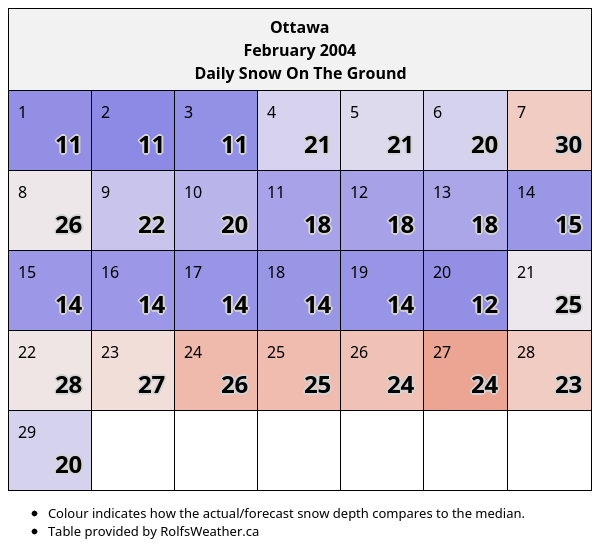 Ottawa
February 2004
Daily Snow On The Ground
1 2 3 4 5 6 7
11 11 11 21 21 20 30
8 9 10 11 12 13 14
26 22 20 18 18 18 15
15 16 17 18 19 20 21
14 14 14 14 14 12 25
22 23 24 25 26 27 28
28 27 26 25 24 24 23
29
20
• Colour indicates how the actual/forecast snow depth compares to the median.
• Table provided by RolfsWeather.ca